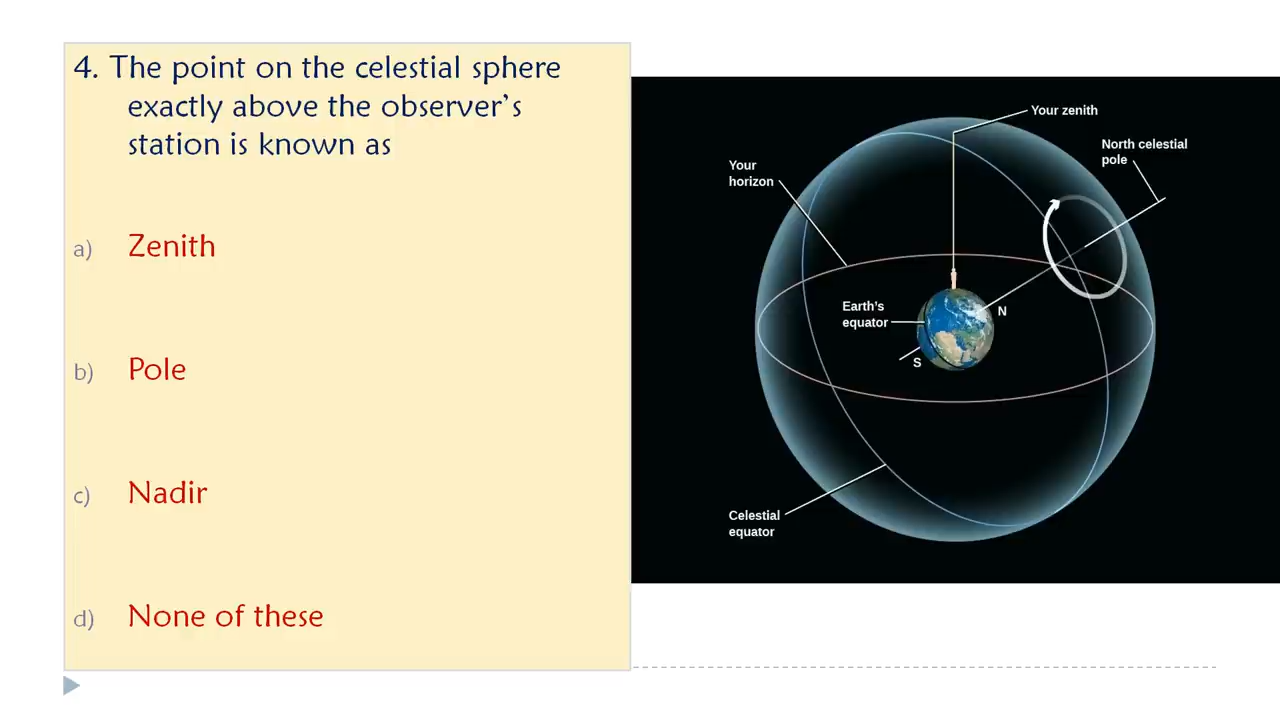 4. The point on the celestial sphere
exactly above the observer's
station is known as
a) Zenith
b) Pole
c) Nadir
d) None of these
Your zenith
North celestial
pole
Your
horizon
Earth's
equator
N
S
Celestial
equator